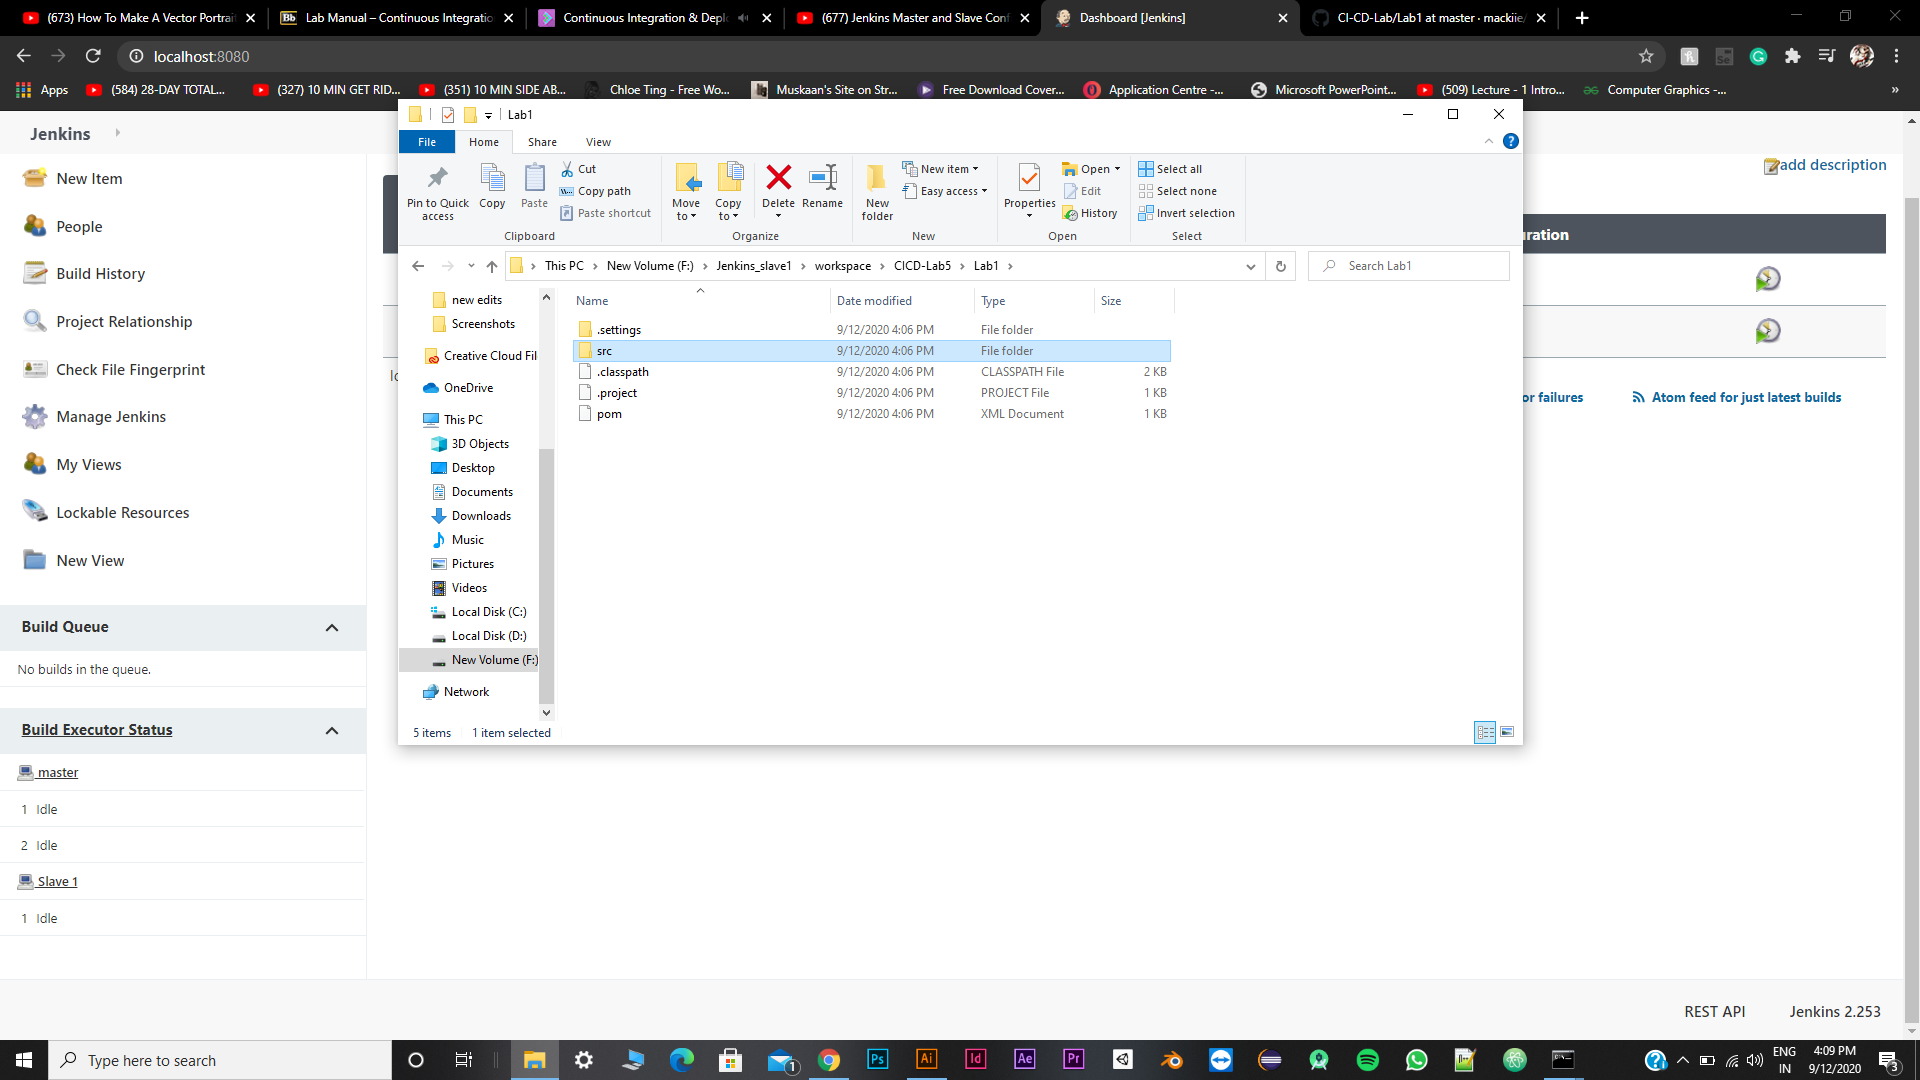 (673) How To Make A Vector Portrait
Lab Manual – Continuous Integratio
Continuous Integration & Deplo
(677) Jenkins Master and Slave Conf
Dashboard [Jenkins]
CI-CD-Lab/Lab1 at master · mackiie/
localhost:8080
Apps
(584) 28-DAY TOTAL...
(327) 10 MIN GET RID...
(351) 10 MIN SIDE AB...
Chloe Ting - Free Wo...
Muskaan's Site on Str...
Free Download Cover...
Application Centre -...
Microsoft PowerPoint...
(509) Lecture - 1 Intro...
Computer Graphics -...
»
Jenkins
New Item
People
Build History
Project Relationship
Check File Fingerprint
Manage Jenkins
My Views
Lockable Resources
New View
Build Queue
No builds in the queue.
Build Executor Status
master
1 Idle
2 Idle
Slave 1
1 Idle
add description
uration
or failures
Atom feed for just latest builds
Lab1
File
Home
Share
View
Pin to Quick access
Copy
Paste
Cut
Copy path
Paste shortcut
Clipboard
Move to
Copy to
Delete
Rename
Organize
New folder
New item
Easy access
New
Properties
Open
Edit
History
Open
Select all
Select none
Invert selection
Select
This PC
New Volume (F:)
Jenkins_slave1
workspace
CICD-Lab5
Lab1
Search Lab1
new edits
Screenshots
Creative Cloud Fil
OneDrive
This PC
3D Objects
Desktop
Documents
Downloads
Music
Pictures
Videos
Local Disk (C:)
Local Disk (D:)
New Volume (F:)
Network
Name Date modified Type Size
.settings 9/12/2020 4:06 PM File folder
src 9/12/2020 4:06 PM File folder
.classpath 9/12/2020 4:06 PM CLASSPATH File 2 KB
.project 9/12/2020 4:06 PM PROJECT File 1 KB
pom 9/12/2020 4:06 PM XML Document 1 KB
5 items 1 item selected
REST API
Jenkins 2.253
Type here to search
1
Ps
Ai
Id
Ae
Pr
ENG
IN
4:09 PM
9/12/2020
3